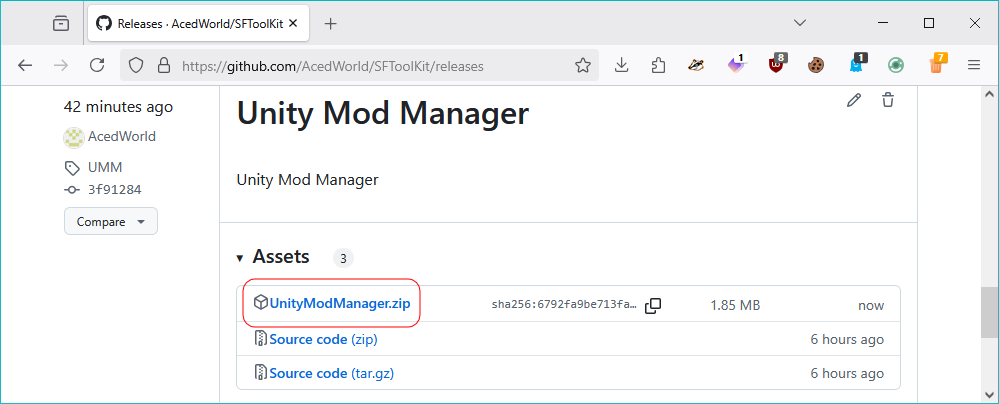 Releases · AcedWorld/SFToolKit
https://github.com/AcedWorld/SFToolKit/releases
1
8
1
7
42 minutes ago
AcedWorld
UMM
3f91284
Compare
Unity Mod Manager
Unity Mod Manager
Assets 3
UnityModManager.zip sha256:6792fa9be713fa… 1.85 MB now
Source code (zip) 6 hours ago
Source code (tar.gz) 6 hours ago